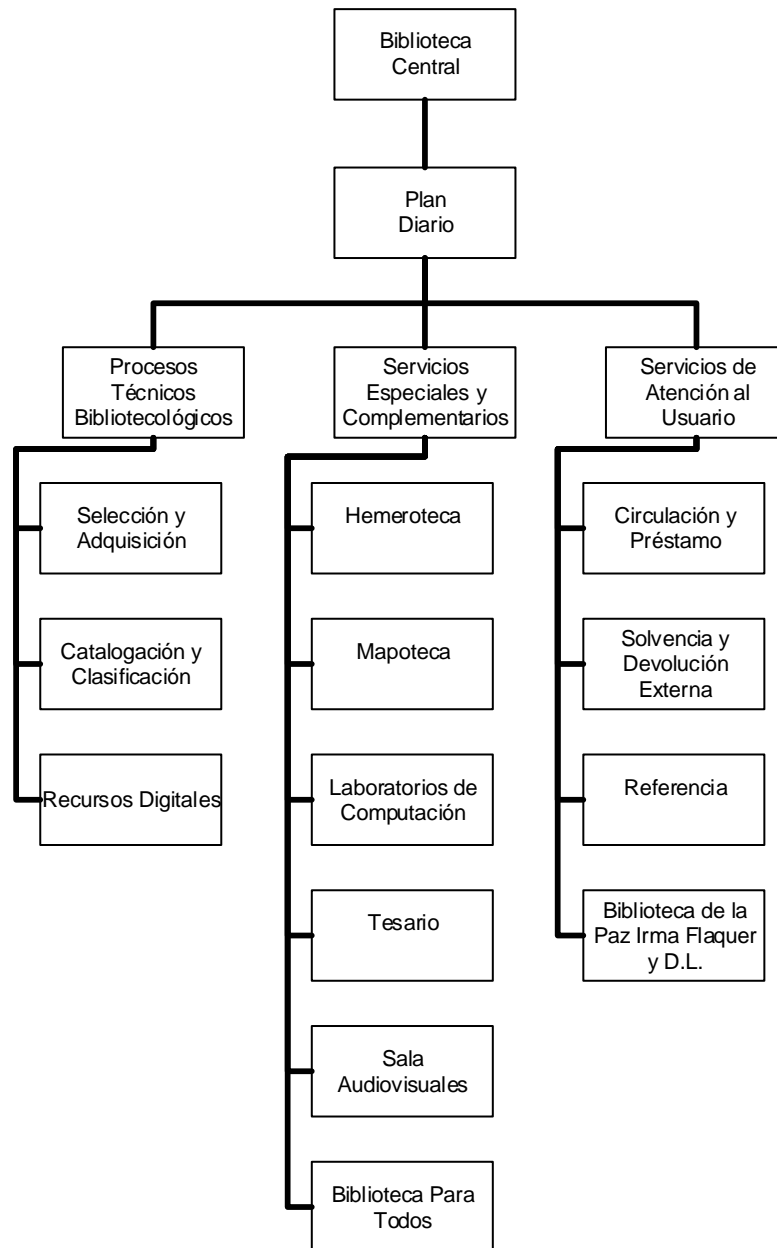 Biblioteca
Central
Plan
Diario
Procesos
Técnicos
Bibliotecológicos
Servicios
Especiales y
Complementarios
Servicios de
Atención al
Usuario
Selección y
Adquisición
Catalogación y
Clasificación
Recursos Digitales
Hemeroteca
Mapoteca
Laboratorios de
Computación
Tesario
Sala
Audiovisuales
Biblioteca Para
Todos
Circulación y
Préstamo
Solvencia y
Devolución
Externa
Referencia
Biblioteca de la
Paz Irma Flaquer
y D.L.